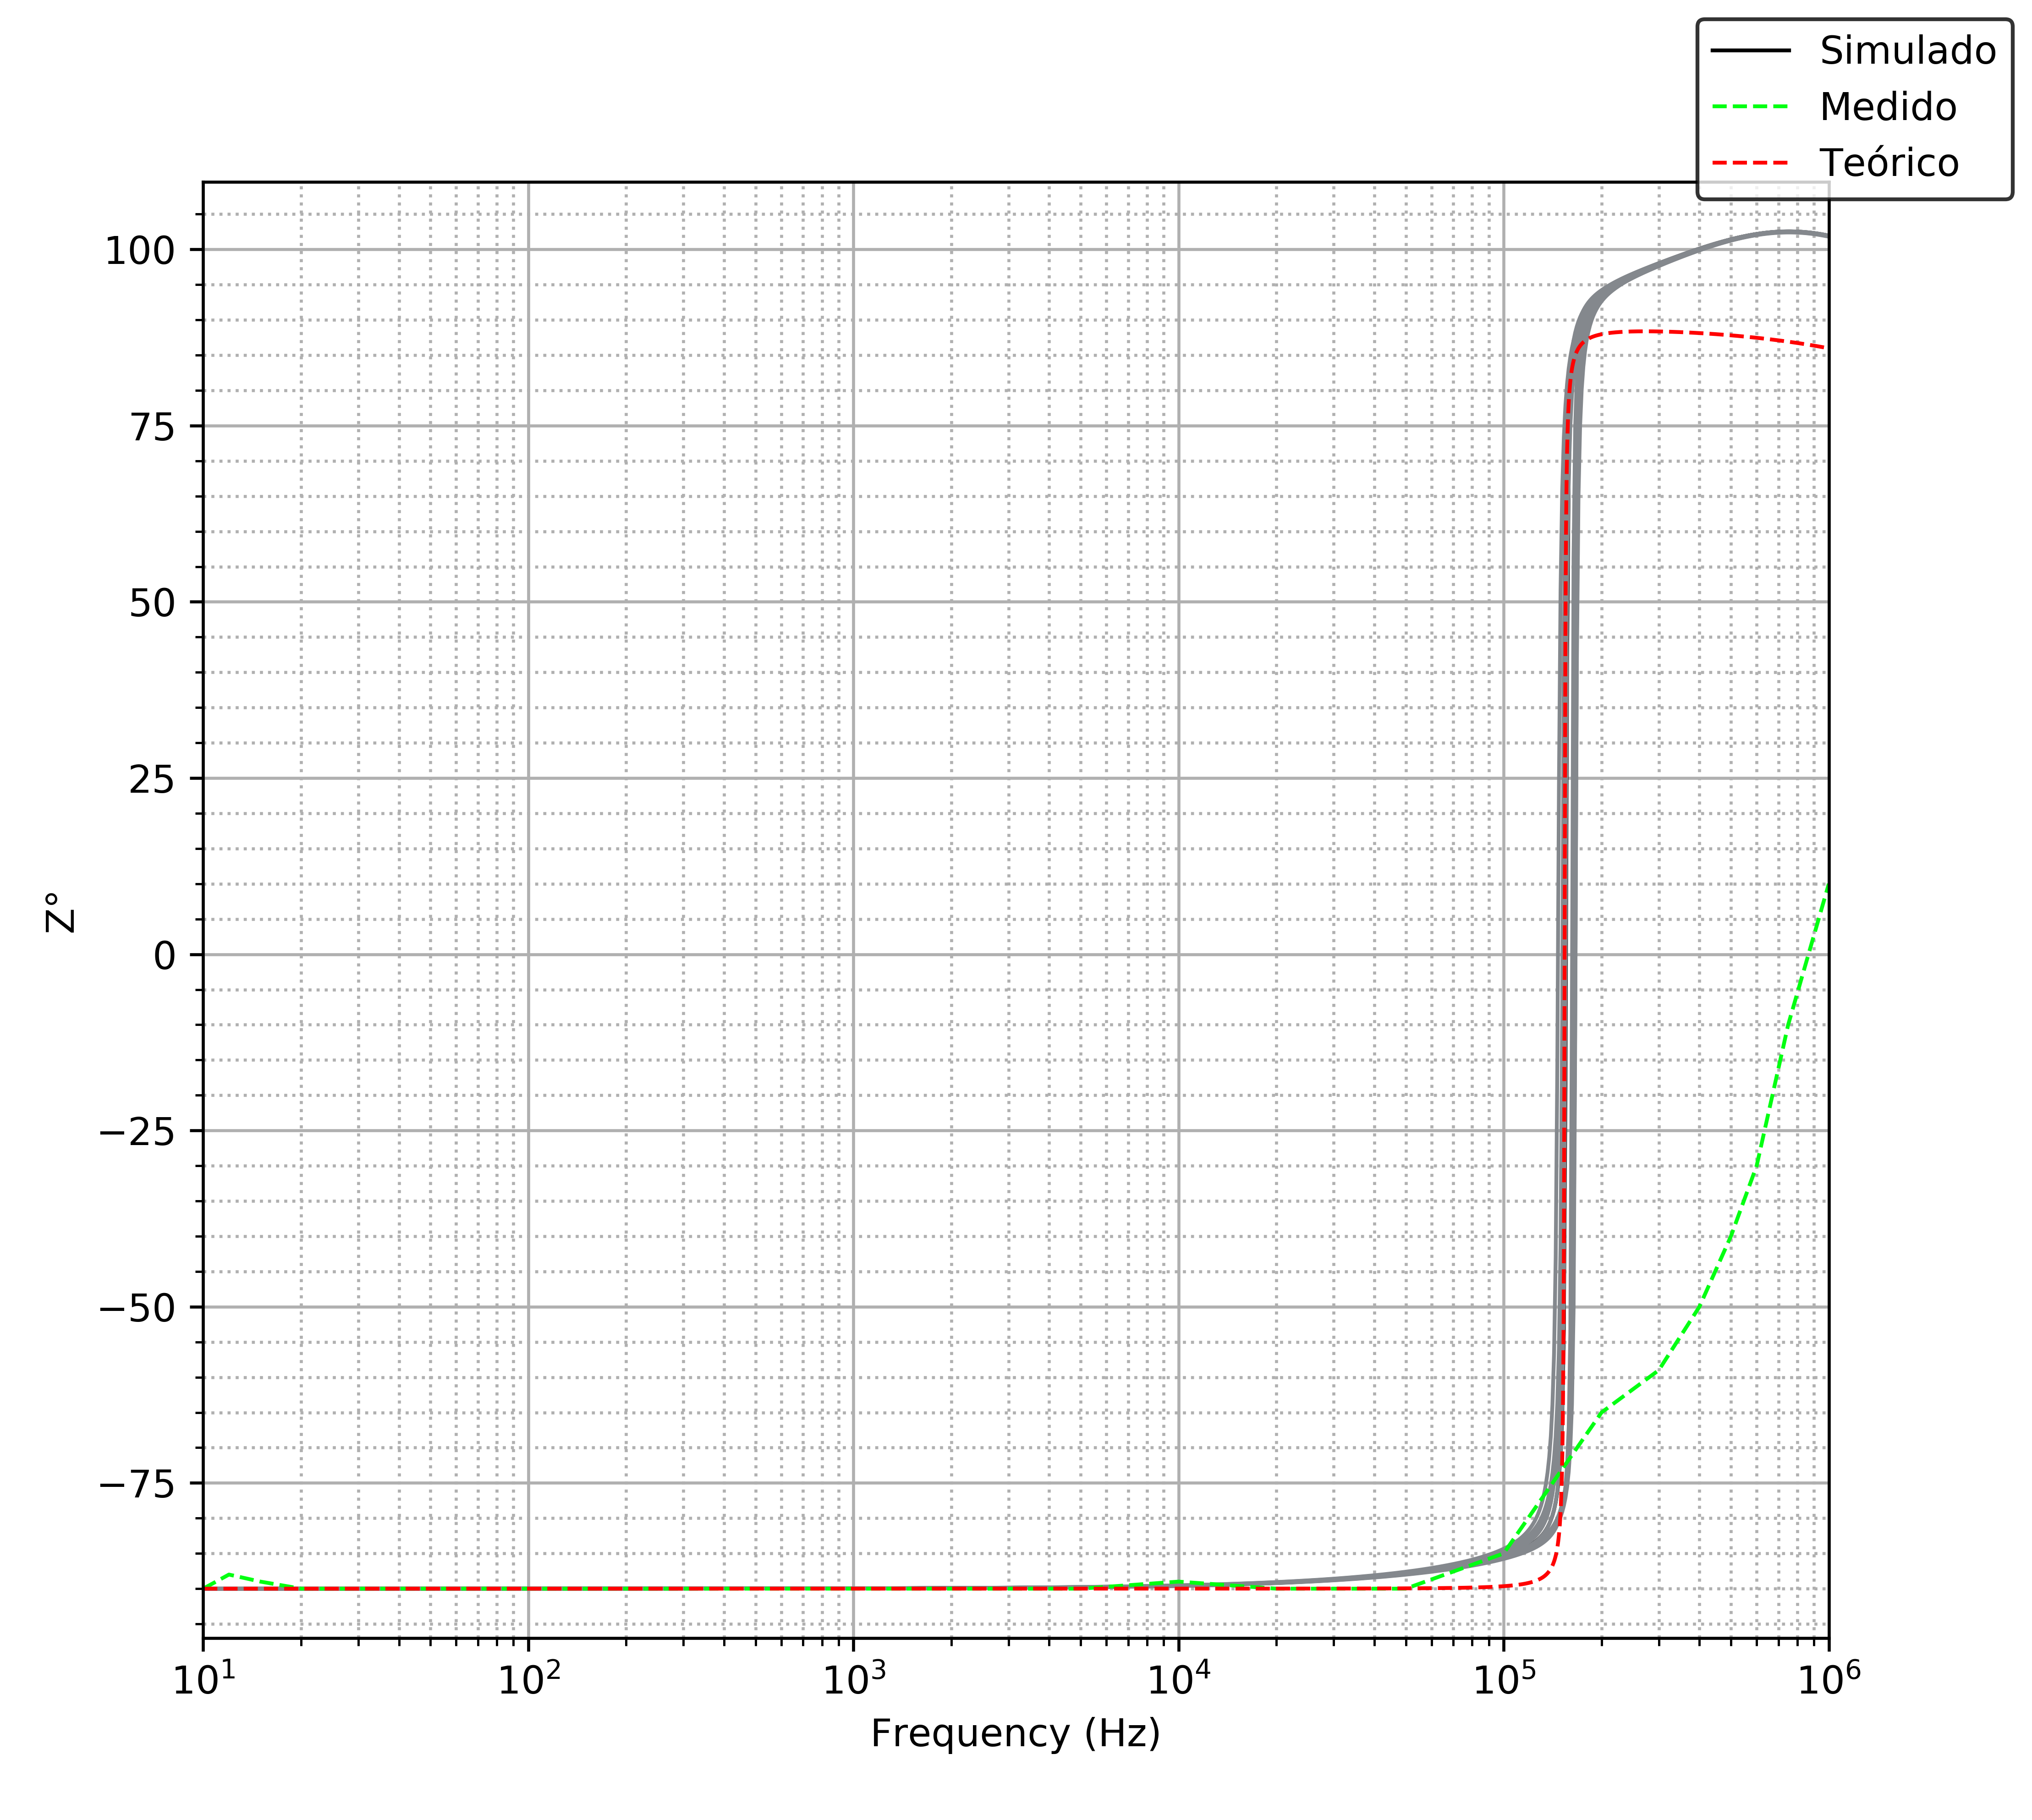 Simulado
Medido
Teórico
100
75
50
25
0
−25
−50
−75
Z°
10¹ 10² 10³ 10⁴ 10⁵ 10⁶
Frequency (Hz)